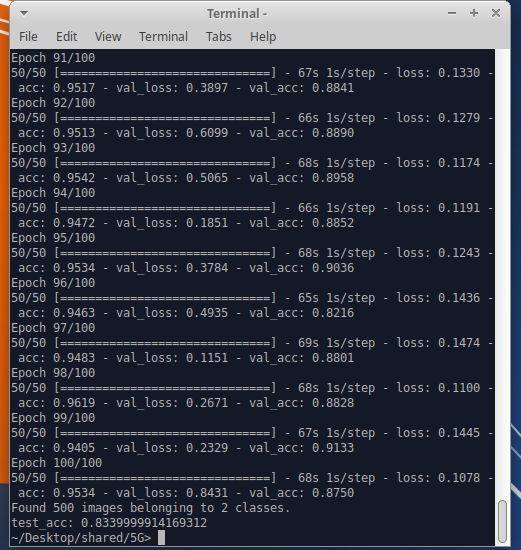 Terminal -
File Edit View Terminal Tabs Help
Epoch 91/100
50/50 [==============================] - 67s 1s/step - loss: 0.1330 -
 acc: 0.9517 - val_loss: 0.3897 - val_acc: 0.8841
Epoch 92/100
50/50 [==============================] - 66s 1s/step - loss: 0.1279 -
 acc: 0.9513 - val_loss: 0.6099 - val_acc: 0.8890
Epoch 93/100
50/50 [==============================] - 68s 1s/step - loss: 0.1174 -
 acc: 0.9542 - val_loss: 0.5065 - val_acc: 0.8958
Epoch 94/100
50/50 [==============================] - 66s 1s/step - loss: 0.1191 -
 acc: 0.9472 - val_loss: 0.1851 - val_acc: 0.8852
Epoch 95/100
50/50 [==============================] - 68s 1s/step - loss: 0.1243 -
 acc: 0.9534 - val_loss: 0.3784 - val_acc: 0.9036
Epoch 96/100
50/50 [==============================] - 65s 1s/step - loss: 0.1436 -
 acc: 0.9463 - val_loss: 0.4935 - val_acc: 0.8216
Epoch 97/100
50/50 [==============================] - 69s 1s/step - loss: 0.1474 -
 acc: 0.9483 - val_loss: 0.1151 - val_acc: 0.8801
Epoch 98/100
50/50 [==============================] - 68s 1s/step - loss: 0.1100 -
 acc: 0.9619 - val_loss: 0.2671 - val_acc: 0.8828
Epoch 99/100
50/50 [==============================] - 67s 1s/step - loss: 0.1445 -
 acc: 0.9405 - val_loss: 0.2329 - val_acc: 0.9133
Epoch 100/100
50/50 [==============================] - 68s 1s/step - loss: 0.1078 -
 acc: 0.9534 - val_loss: 0.8431 - val_acc: 0.8750
Found 500 images belonging to 2 classes.
test_acc: 0.8339999914169312
~/Desktop/shared/5G>